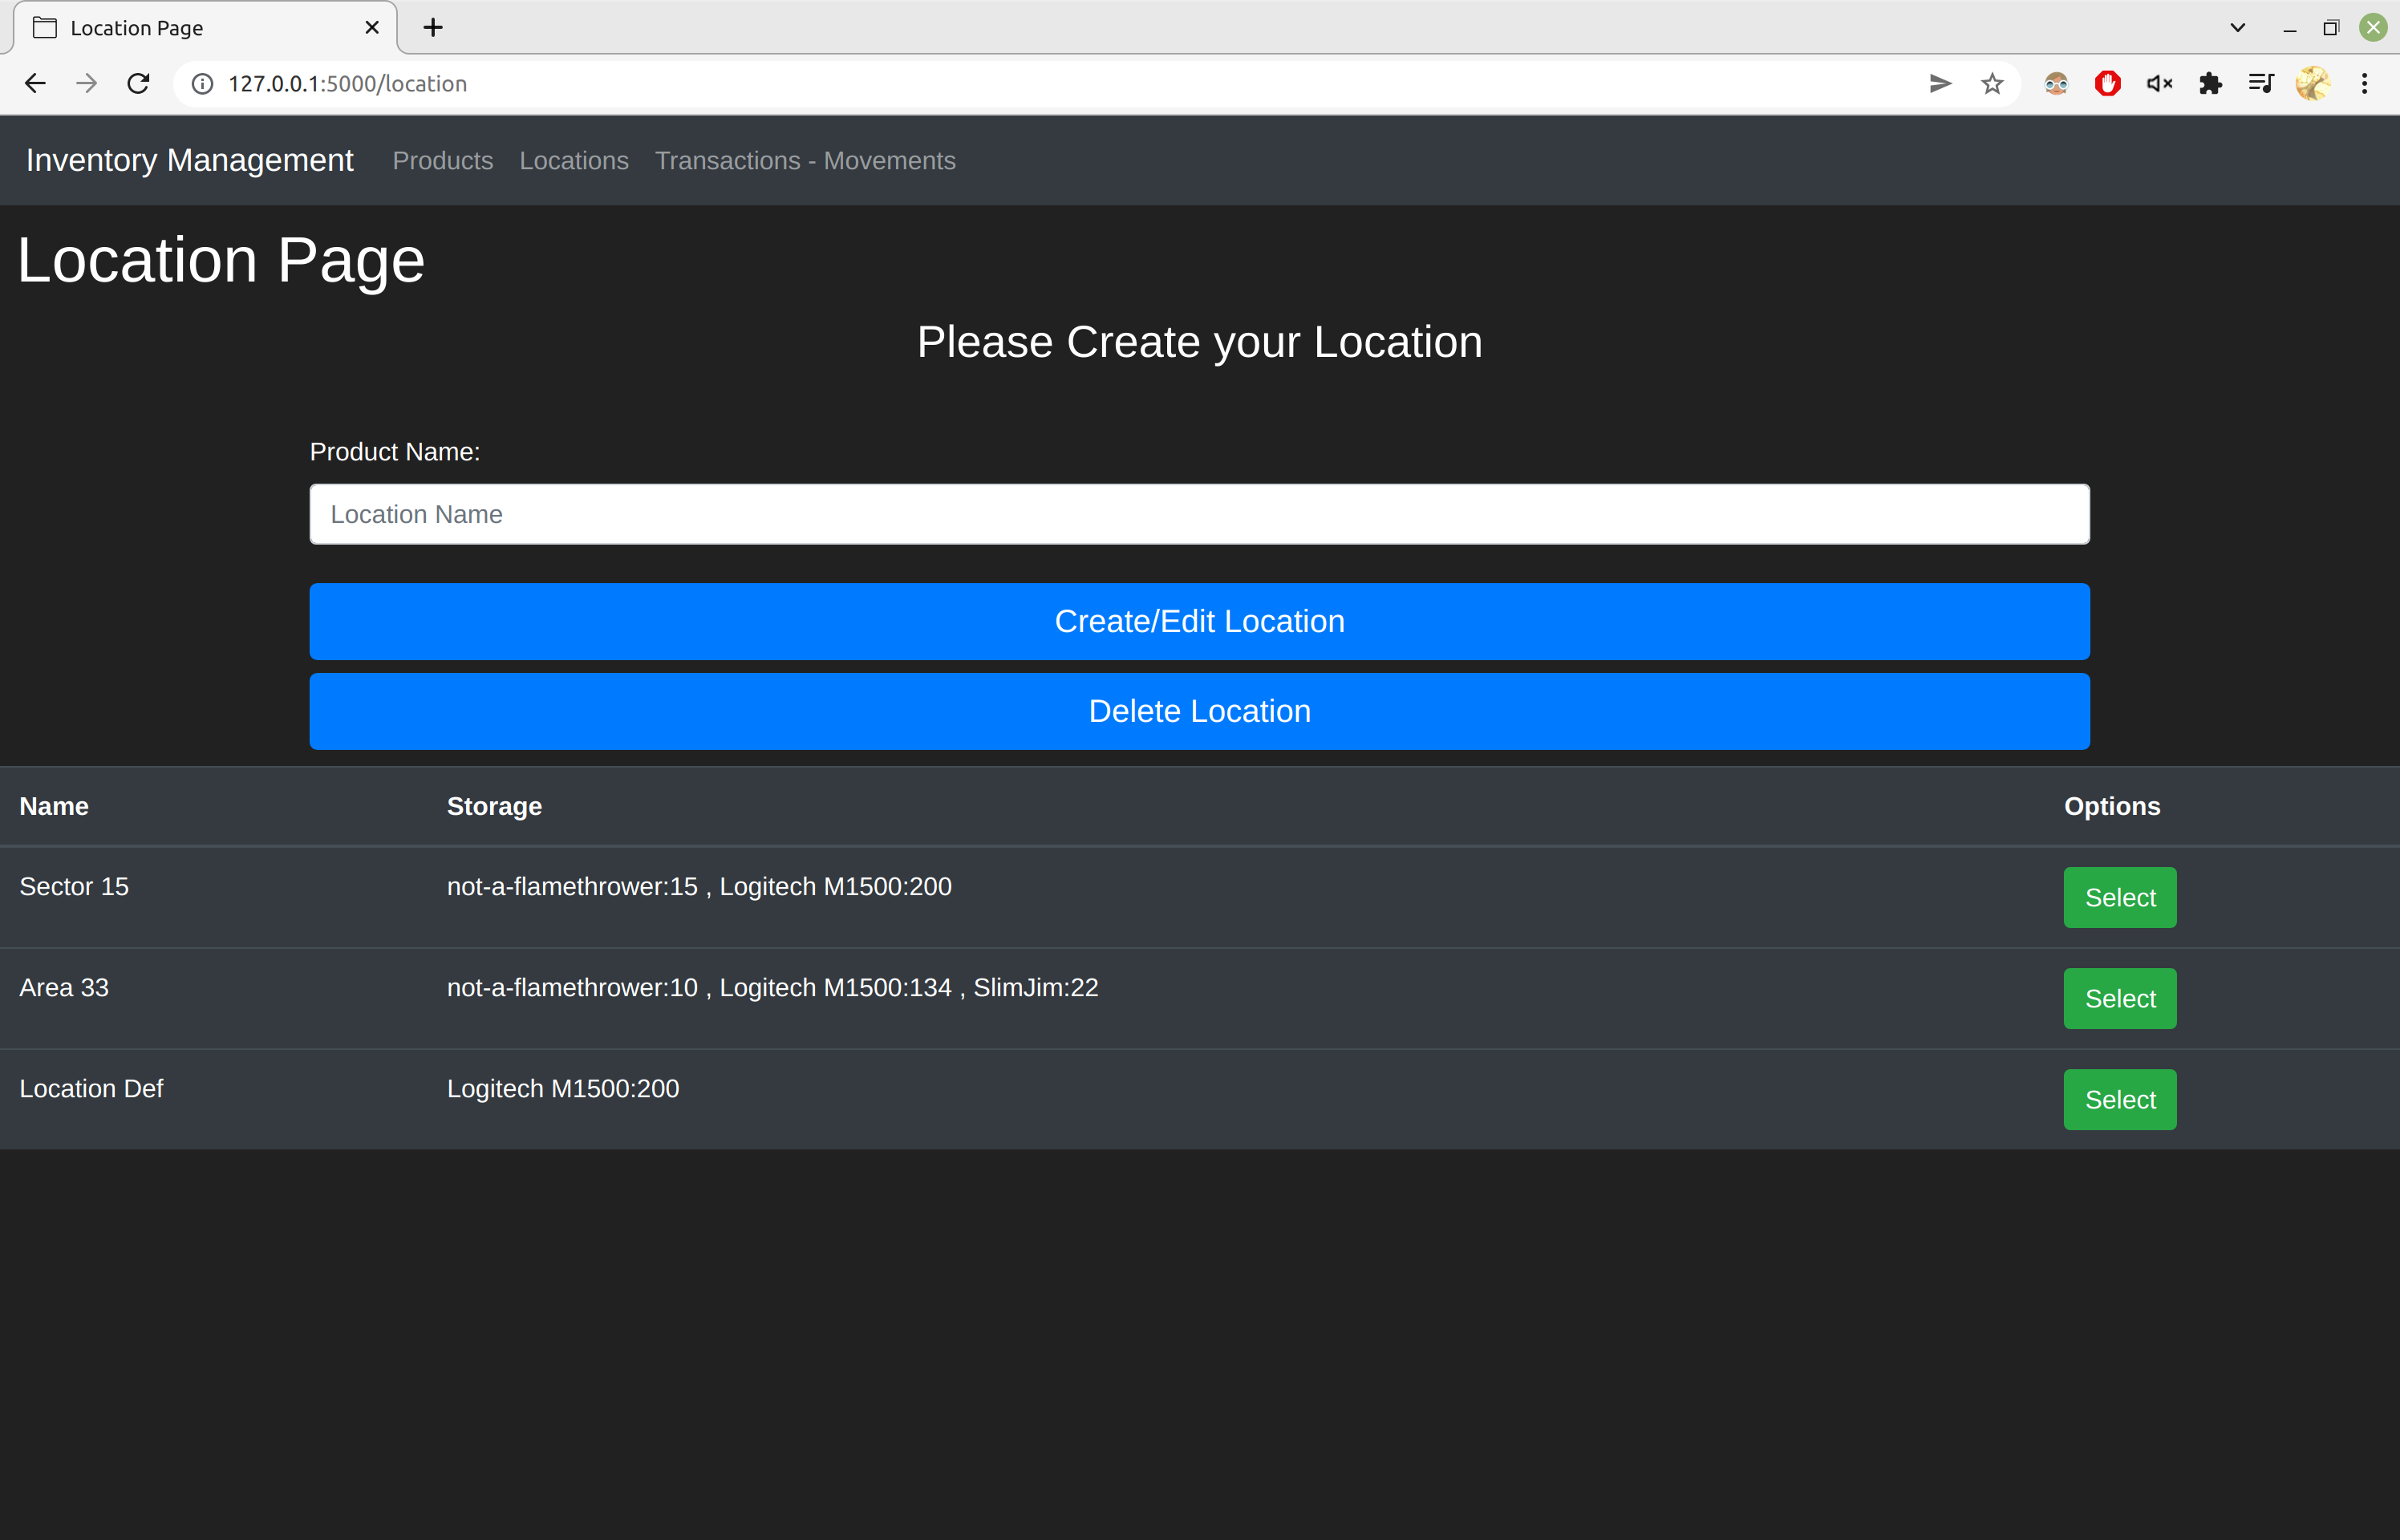 Location Page
127.0.0.1:5000/location
Inventory Management Products Locations Transactions - Movements
Location Page
Please Create your Location
Product Name:
Location Name
Create/Edit Location
Delete Location
Name Storage Options
Sector 15 not-a-flamethrower:15 , Logitech M1500:200 Select
Area 33 not-a-flamethrower:10 , Logitech M1500:134 , SlimJim:22 Select
Location Def Logitech M1500:200 Select